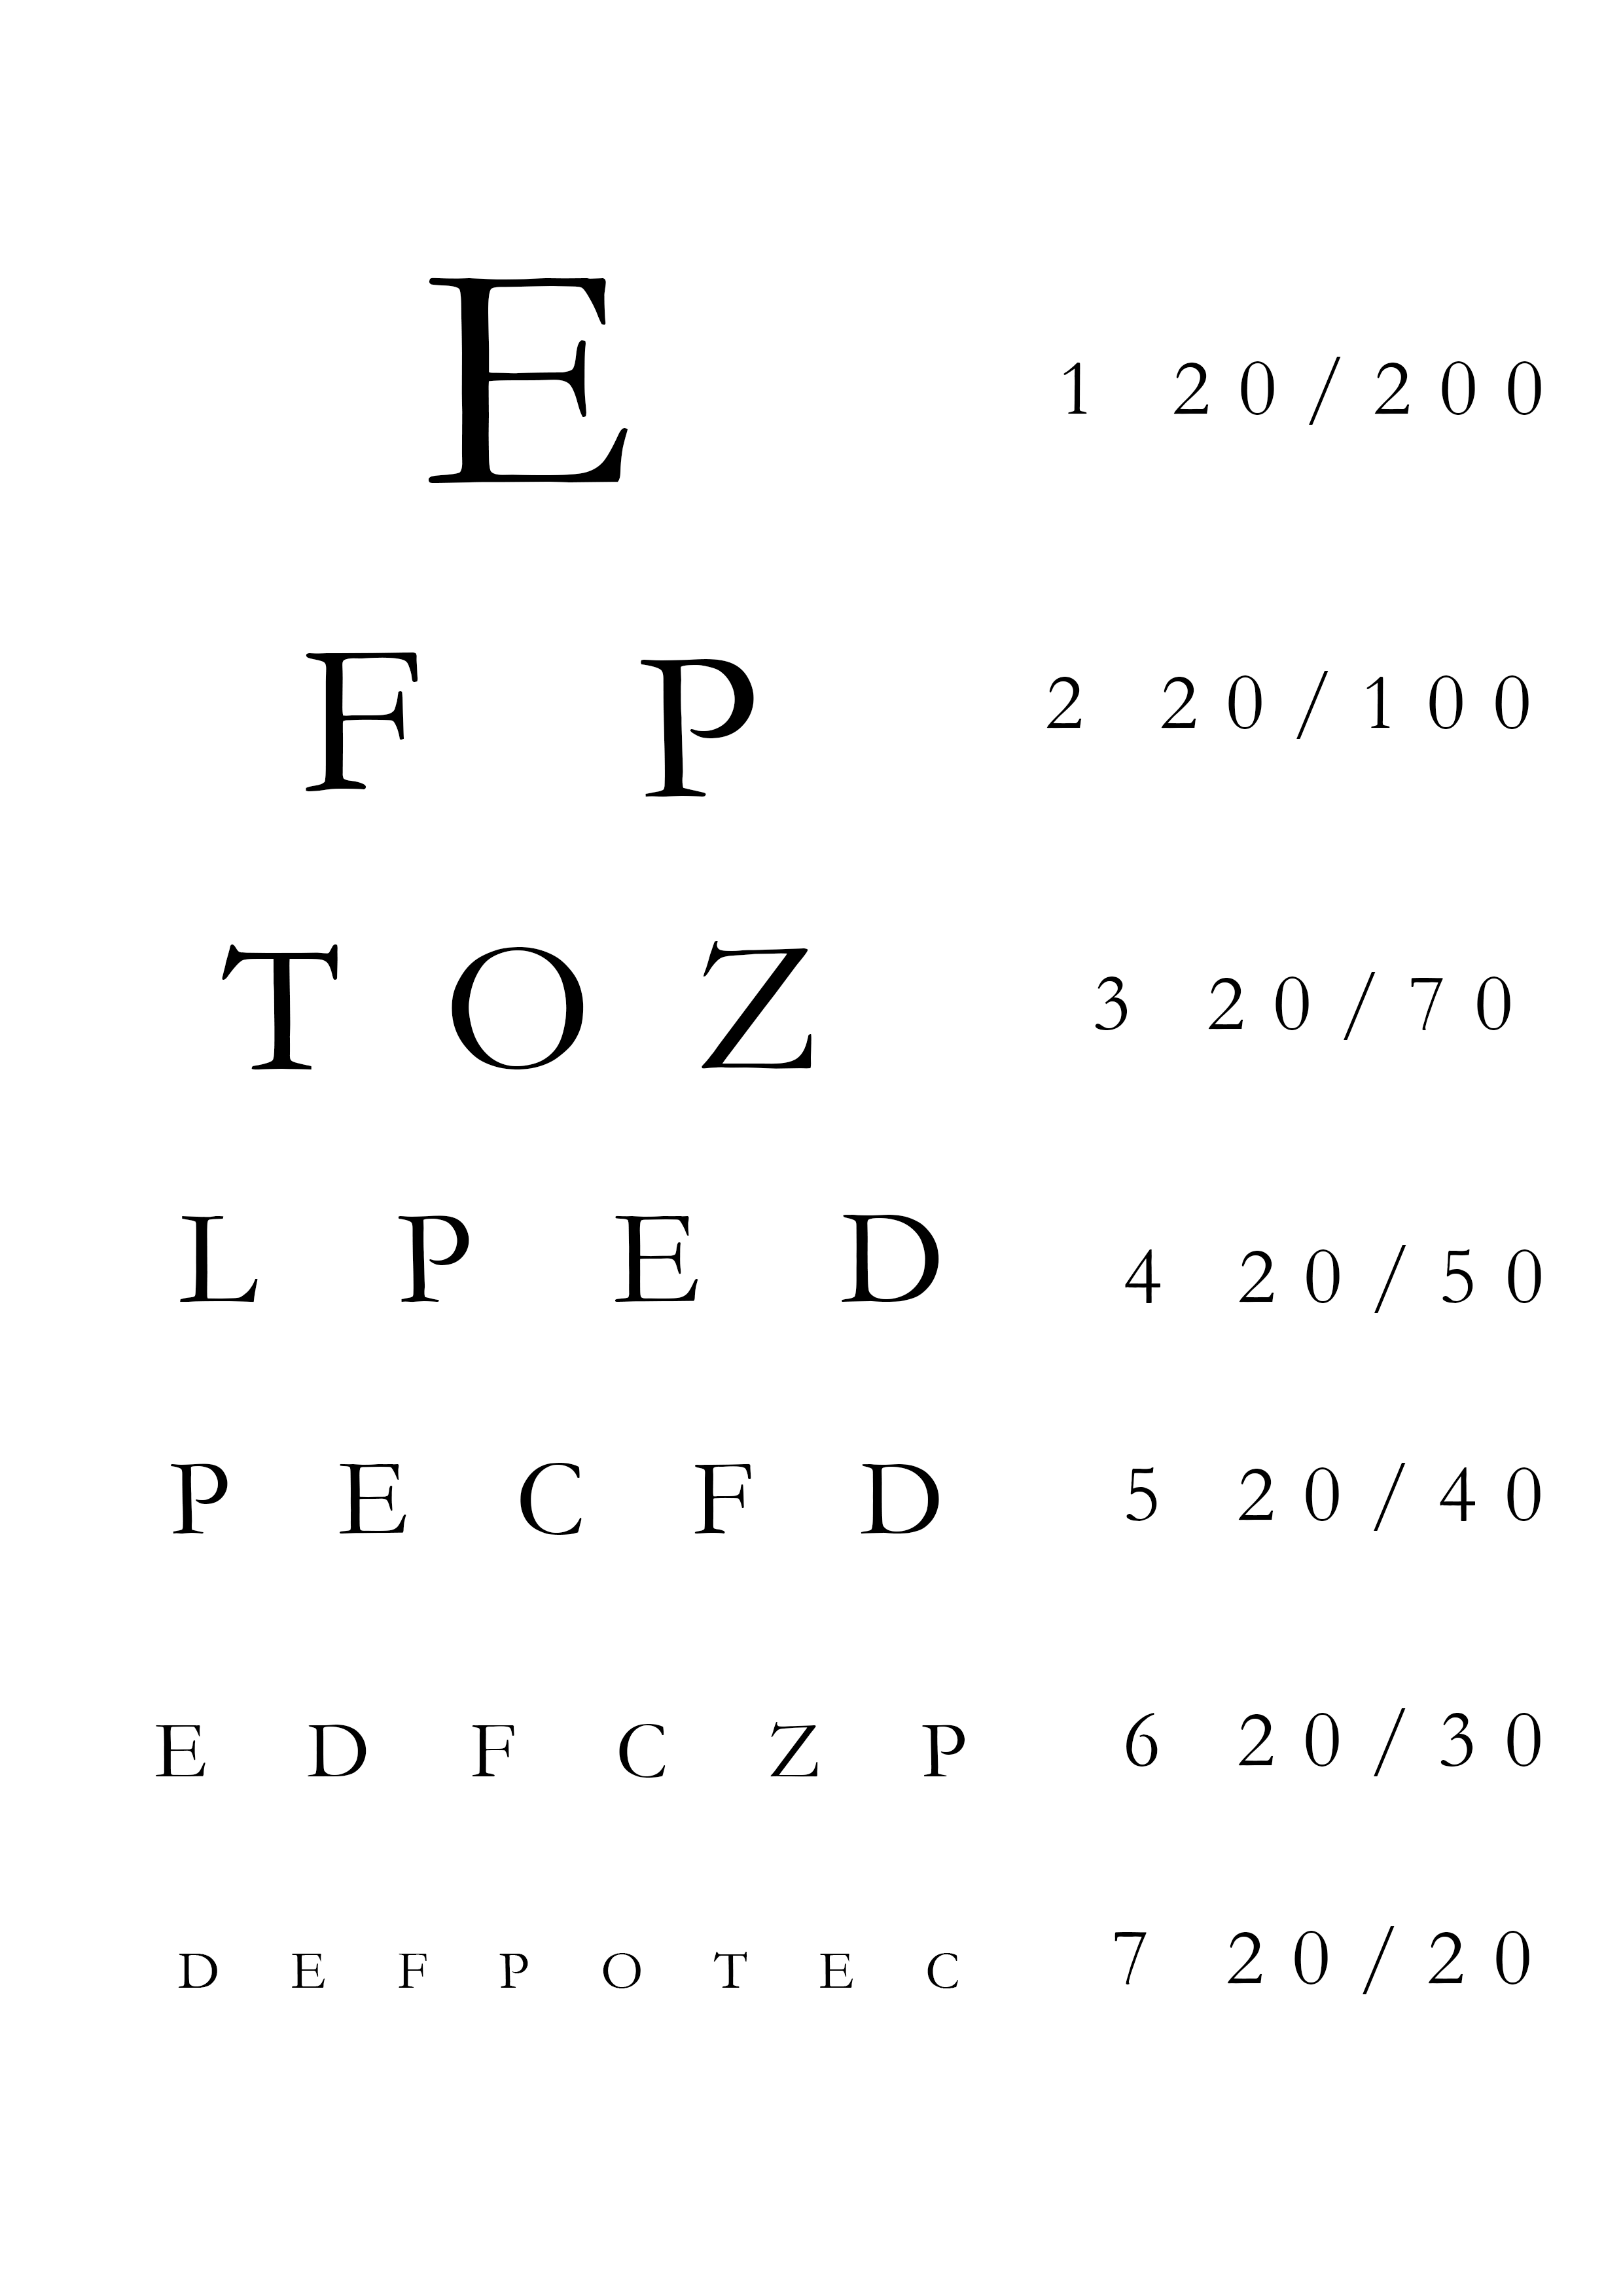 E 1 20/200
F P 2 20/100
T O Z 3 20/70
L P E D 4 20/50
P E C F D 5 20/40
E D F C Z P 6 20/30
D E F P O T E C 7 20/20